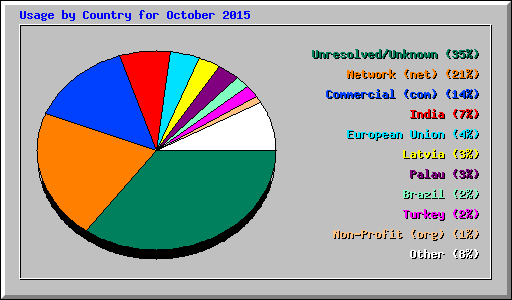 Usage by Country for October 2015
Unresolved/Unknown (35%)
Network (net) (21%)
Commercial (com) (14%)
India (7%)
European Union (4%)
Latvia (3%)
Palau (3%)
Brazil (2%)
Turkey (2%)
Non-Profit (org) (1%)
Other (8%)